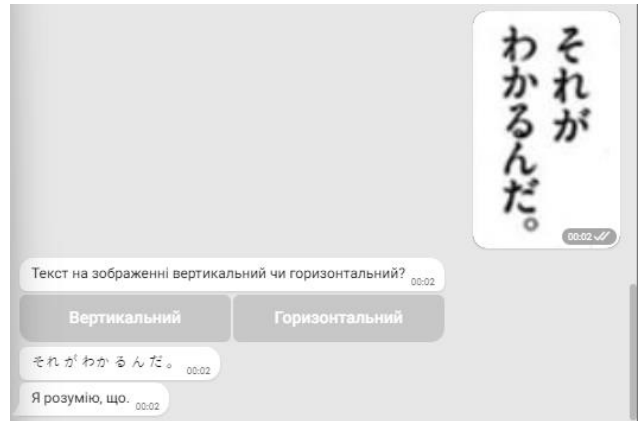 それが
わかるんだ。
00:02
Текст на зображенні вертикальний чи горизонтальний? 00:02
Вертикальний
Горизонтальний
それがわかるんだ。 00:02
Я розумію, що. 00:02